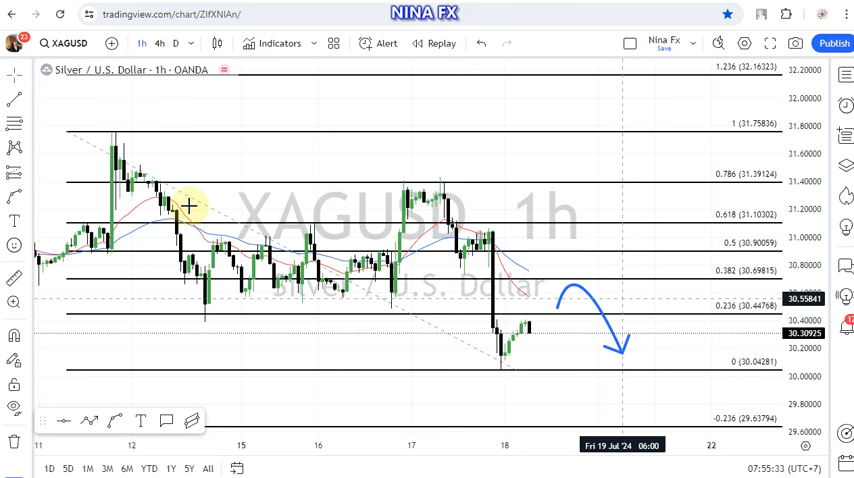 NINA FX
tradingview.com/chart/ZIfXNIAn/
23
XAGUSD
1h
4h
D
Indicators
Alert
Replay
Nina Fx
Save
Publish
Silver / U.S. Dollar · 1h · OANDA
XAGUSD, 1h
Silver / U.S. Dollar
1.236 (32.16323)
1 (31.75836)
0.786 (31.39124)
0.618 (31.10302)
0.5 (30.90059)
0.382 (30.69815)
0.236 (30.44768)
0 (30.04281)
-0.236 (29.63794)
32.20000
32.00000
31.80000
31.60000
31.40000
31.20000
31.00000
30.80000
30.55841
30.40000
30.30925
30.20000
30.00000
29.80000
29.60000
11
12
15
16
17
18
Fri 19 Jul '24 06:00
22
1D
5D
1M
3M
6M
YTD
1Y
5Y
All
07:55:33 (UTC+7)